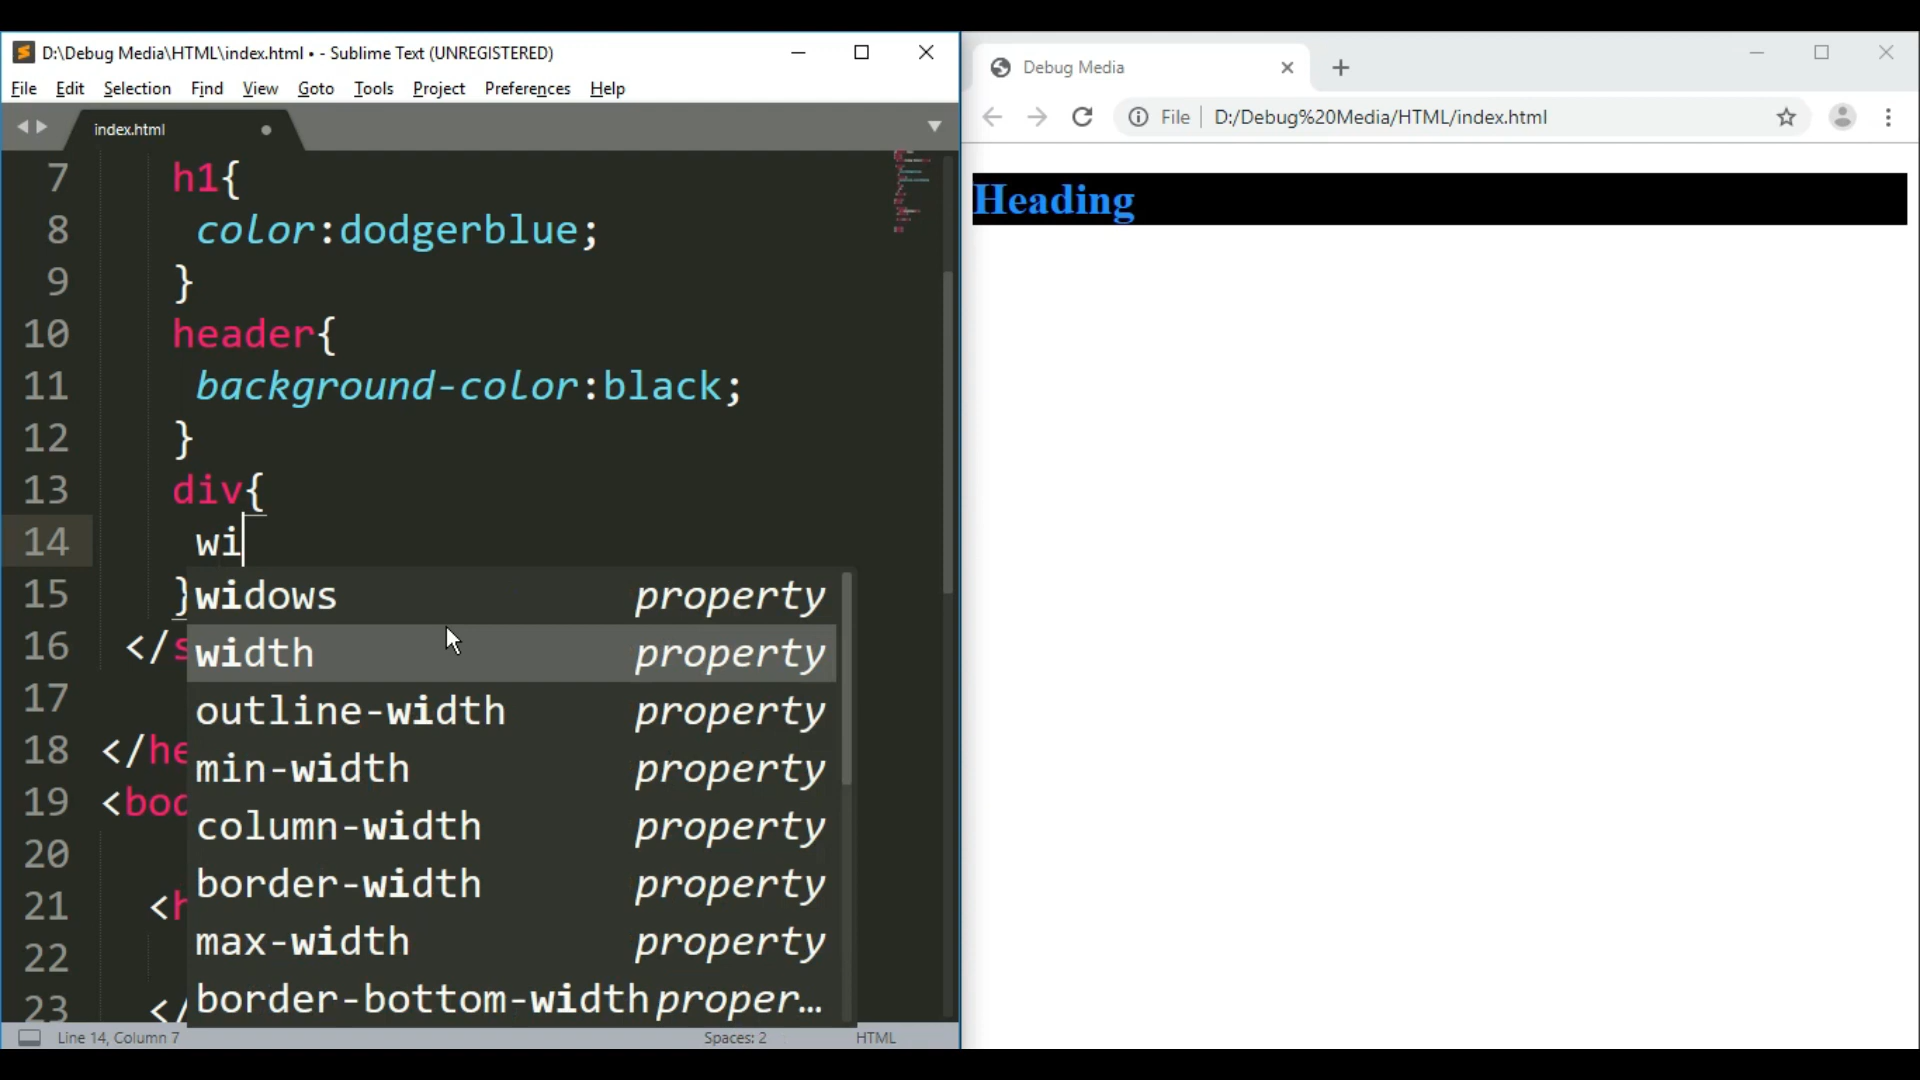 D:\Debug Media\HTML\index.html • - Sublime Text (UNREGISTERED)
File Edit Selection Find View Goto Tools Project Preferences Help
index.html
7 h1{
8 color:dodgerblue;
9 }
10 header{
11 background-color:black;
12 }
13 div{
14 wi
15 }
16 </s
17
18 </he
19 <bod
20
21 <h
22
23 </
widows property
width property
outline-width property
min-width property
column-width property
border-width property
max-width property
border-bottom-width proper…
Line 14, Column 7 Spaces: 2 HTML
Debug Media
File D:/Debug%20Media/HTML/index.html
Heading